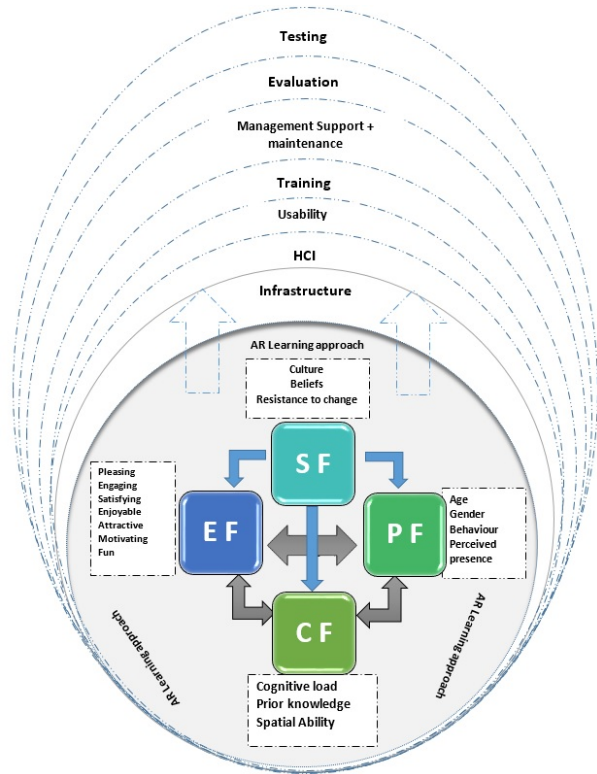 Testing
Evaluation
Management Support +
maintenance
Training
Usability
HCI
Infrastructure
AR Learning approach
Culture
Beliefs
Resistance to change
S F
Pleasing
Engaging
Satisfying
Enjoyable
Attractive
Motivating
Fun
E F
P F
Age
Gender
Behaviour
Perceived
presence
C F
Cognitive load
Prior knowledge
Spatial Ability
AR Learning approach
AR Learning approach